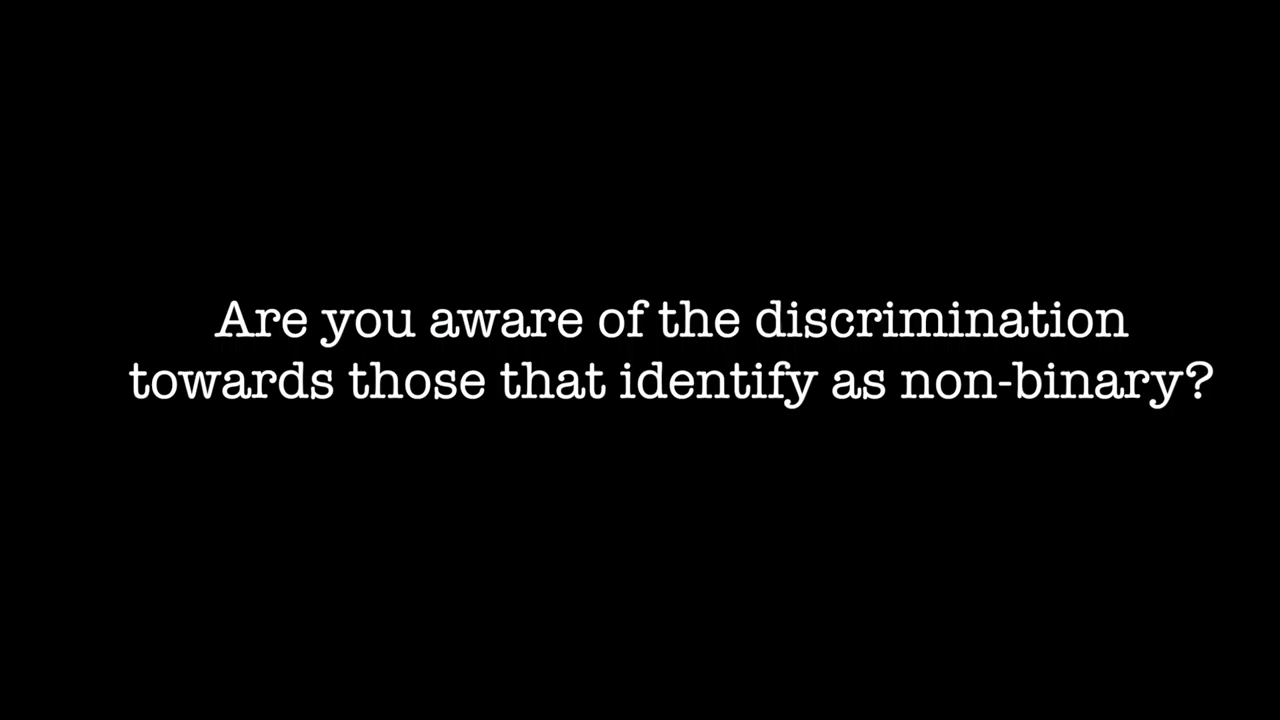 Are you aware of the discrimination
towards those that identify as non-binary?